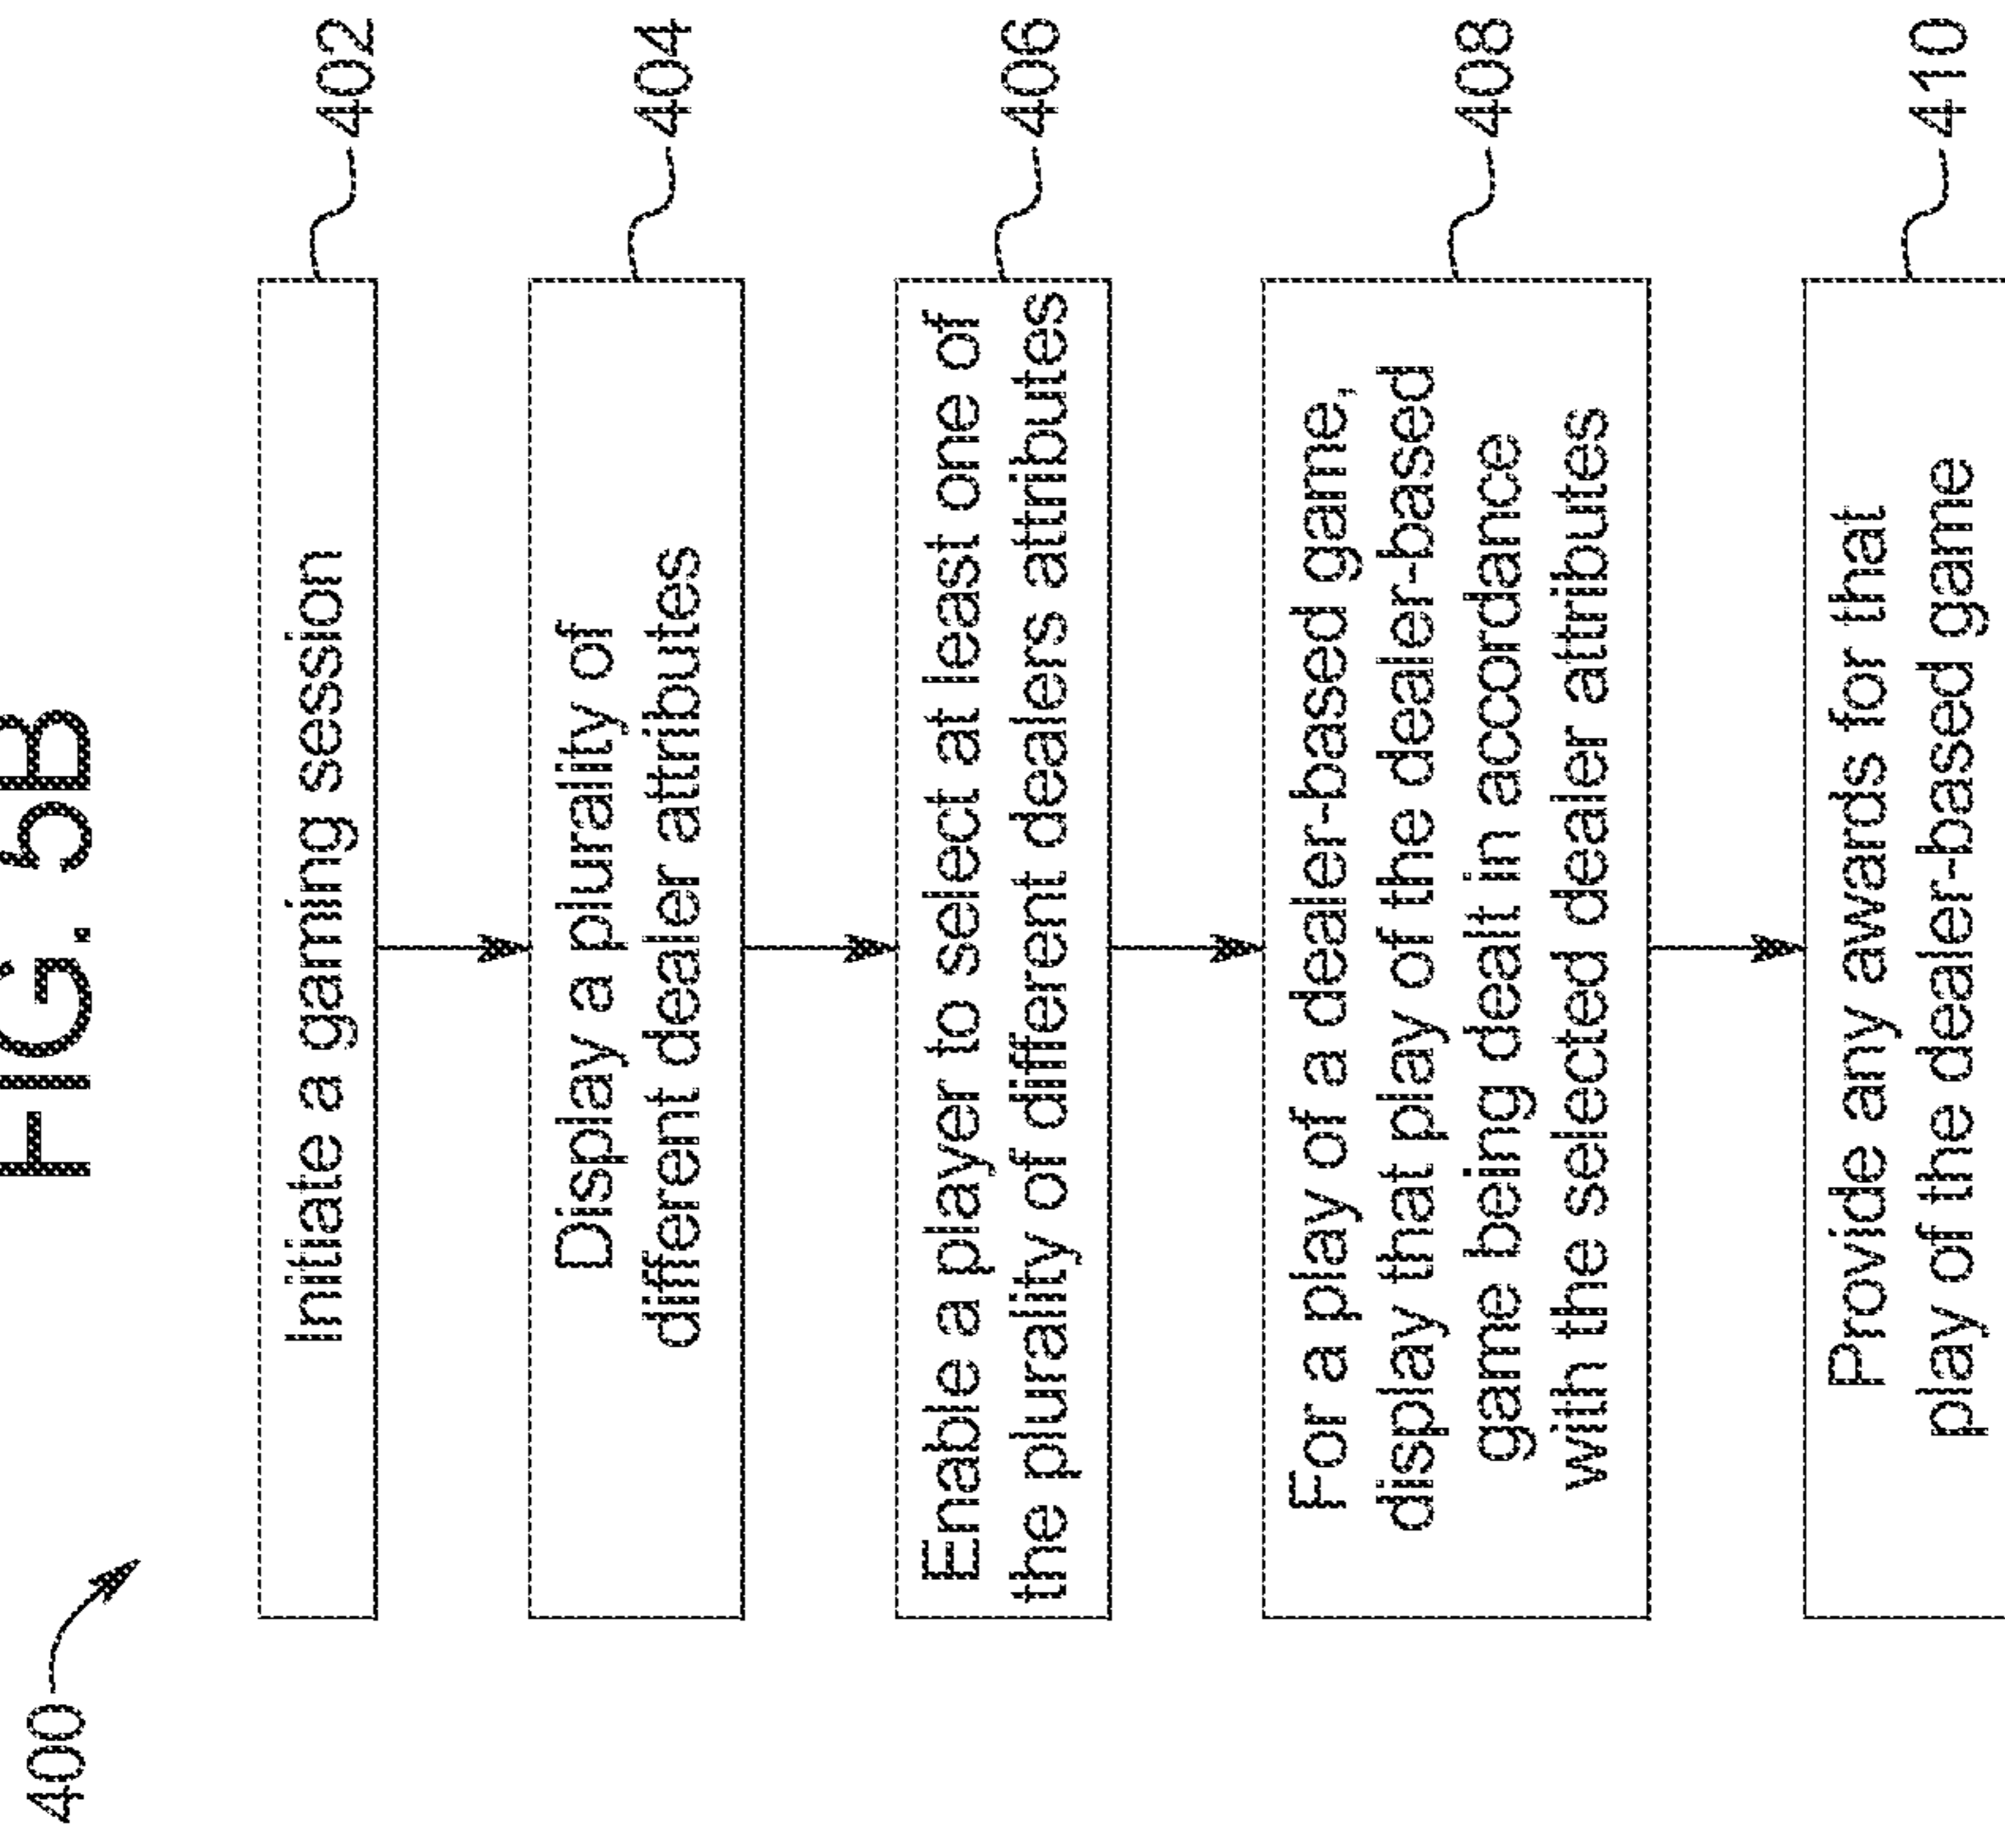 FIG. 5B
400
Initiate a gaming session
402
Display a plurality of
different dealer attributes
404
Enable a player to select at least one of
the plurality of different dealers attributes
406
For a play of a dealer-based game,
display that play of the dealer-based
game being dealt in accordance
with the selected dealer attributes
408
Provide any awards for that
play of the dealer-based game
410